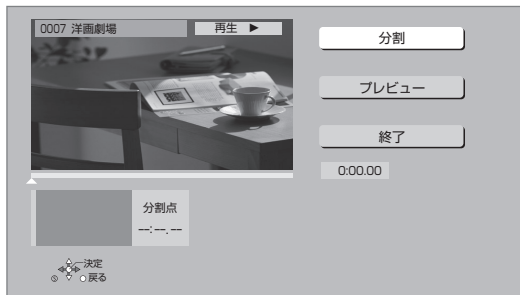 0007 洋画劇場
再生 ▶
分割
プレビュー
終了
0:00.00
分割点
--:--.--
決定
戻る